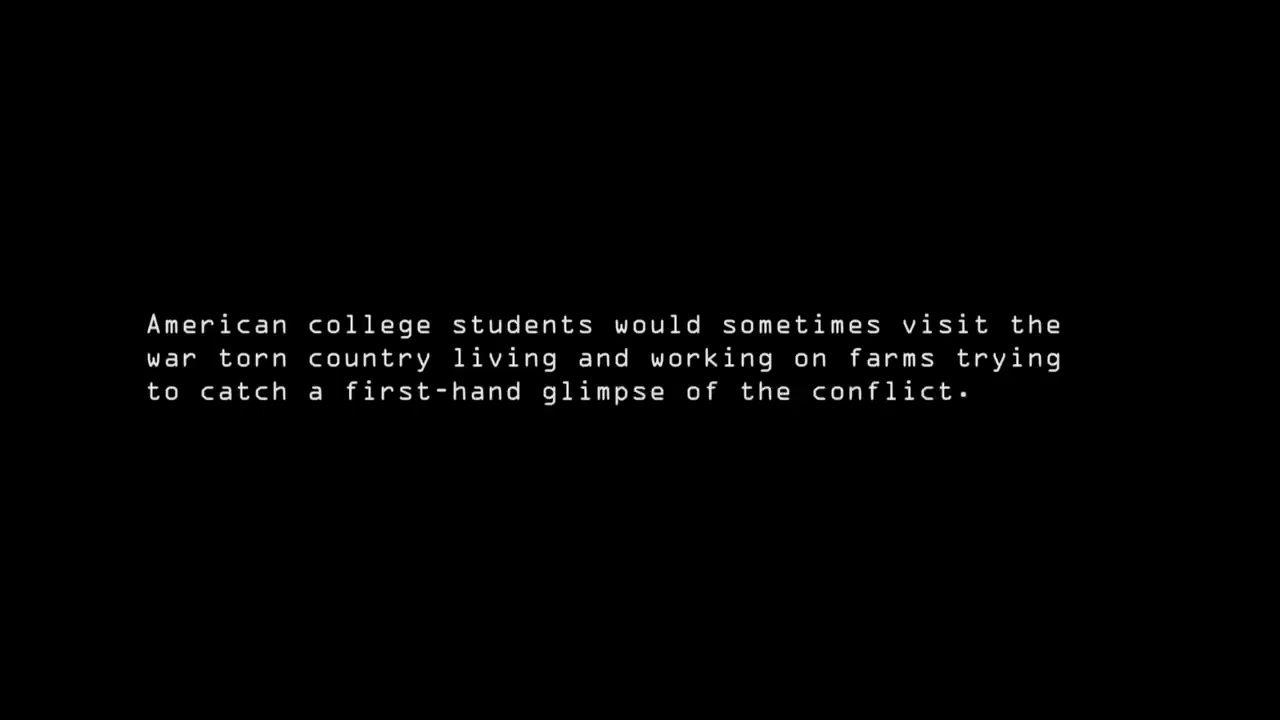 American college students would sometimes visit the
war torn country living and working on farms trying
to catch a first-hand glimpse of the conflict.